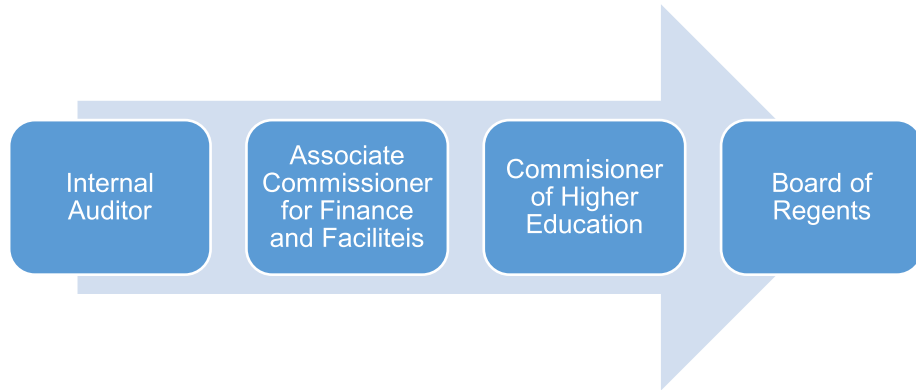 Internal
Auditor
Associate
Commissioner
for Finance
and Faciliteis
Commisioner
of Higher
Education
Board of
Regents